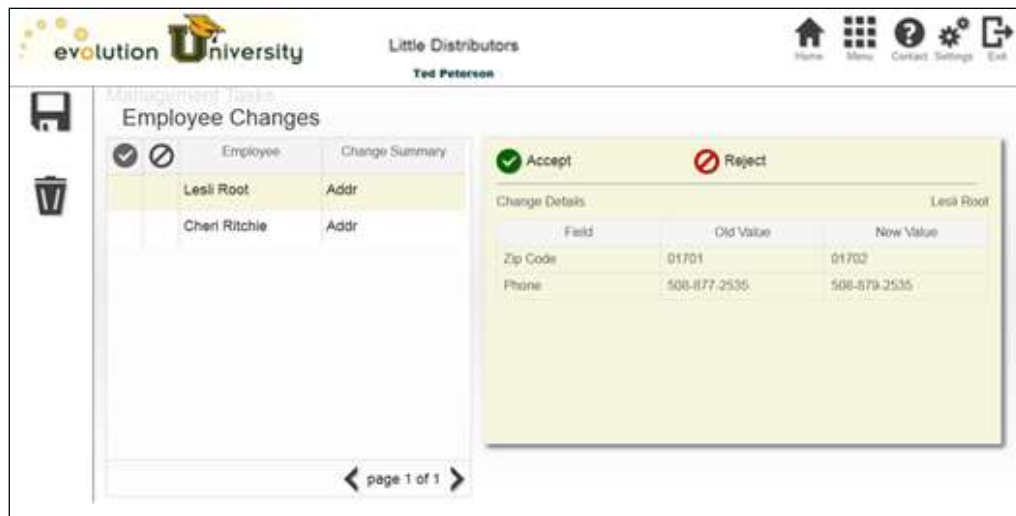 evolution University
Little Distributors
Ted Peterson
Home Menu Contact Settings Exit
Management Tasks
Employee Changes
Employee Change Summary
Lesli Root Addr
Cheri Ritchie Addr
page 1 of 1
Accept Reject
Change Details Lesli Root
Field Old Value New Value
Zip Code 01701 01702
Phone 508-877-2535 508-879-2535